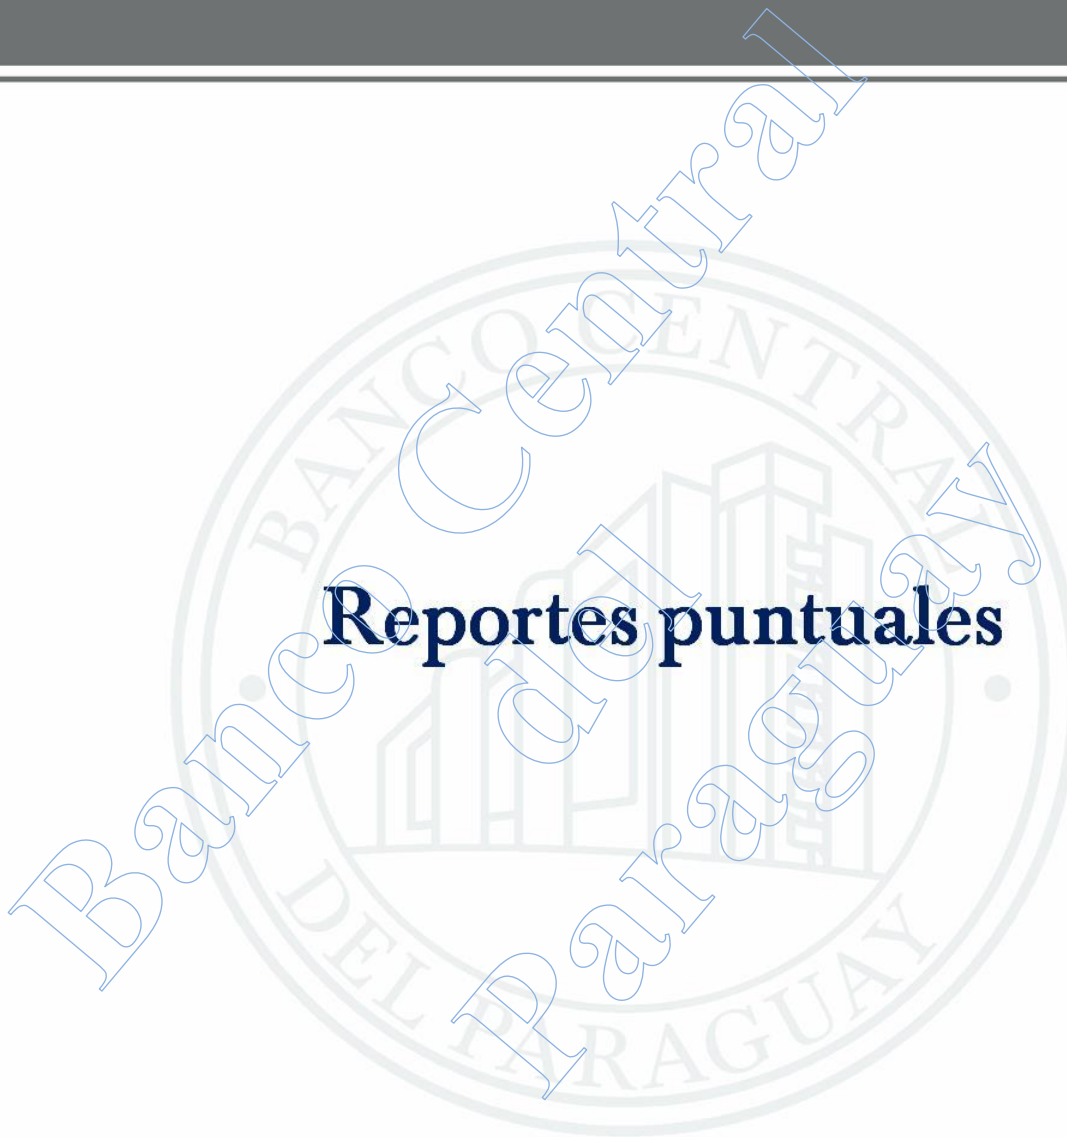 BANCO CENTRAL
Reportes puntuales
DEL PARAGUAY
Banco Central
del
Paraguay